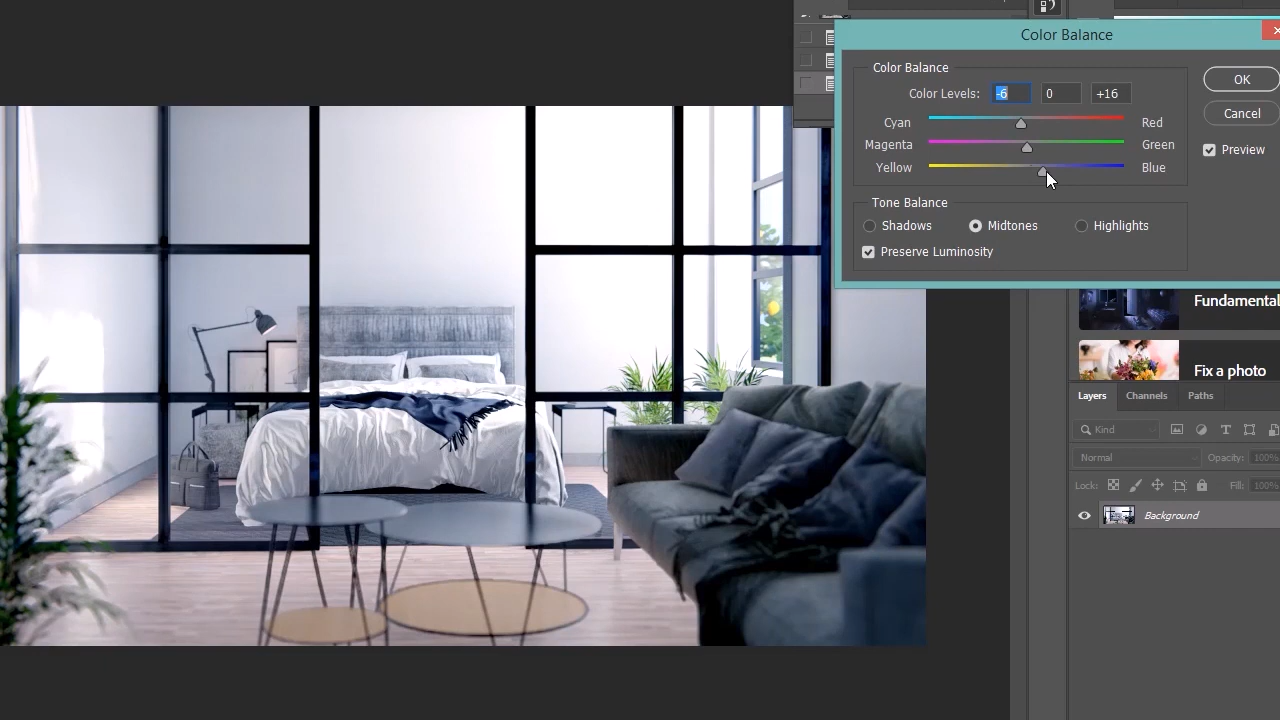 Color Balance
Color Balance
Color Levels: -6 0 +16
Cyan Red
Magenta Green
Yellow Blue
OK
Cancel
Preview
Tone Balance
Shadows Midtones Highlights
Preserve Luminosity
Fundamental
Fix a photo
Layers Channels Paths
Kind
Normal Opacity: 100%
Lock: Fill: 100%
Background